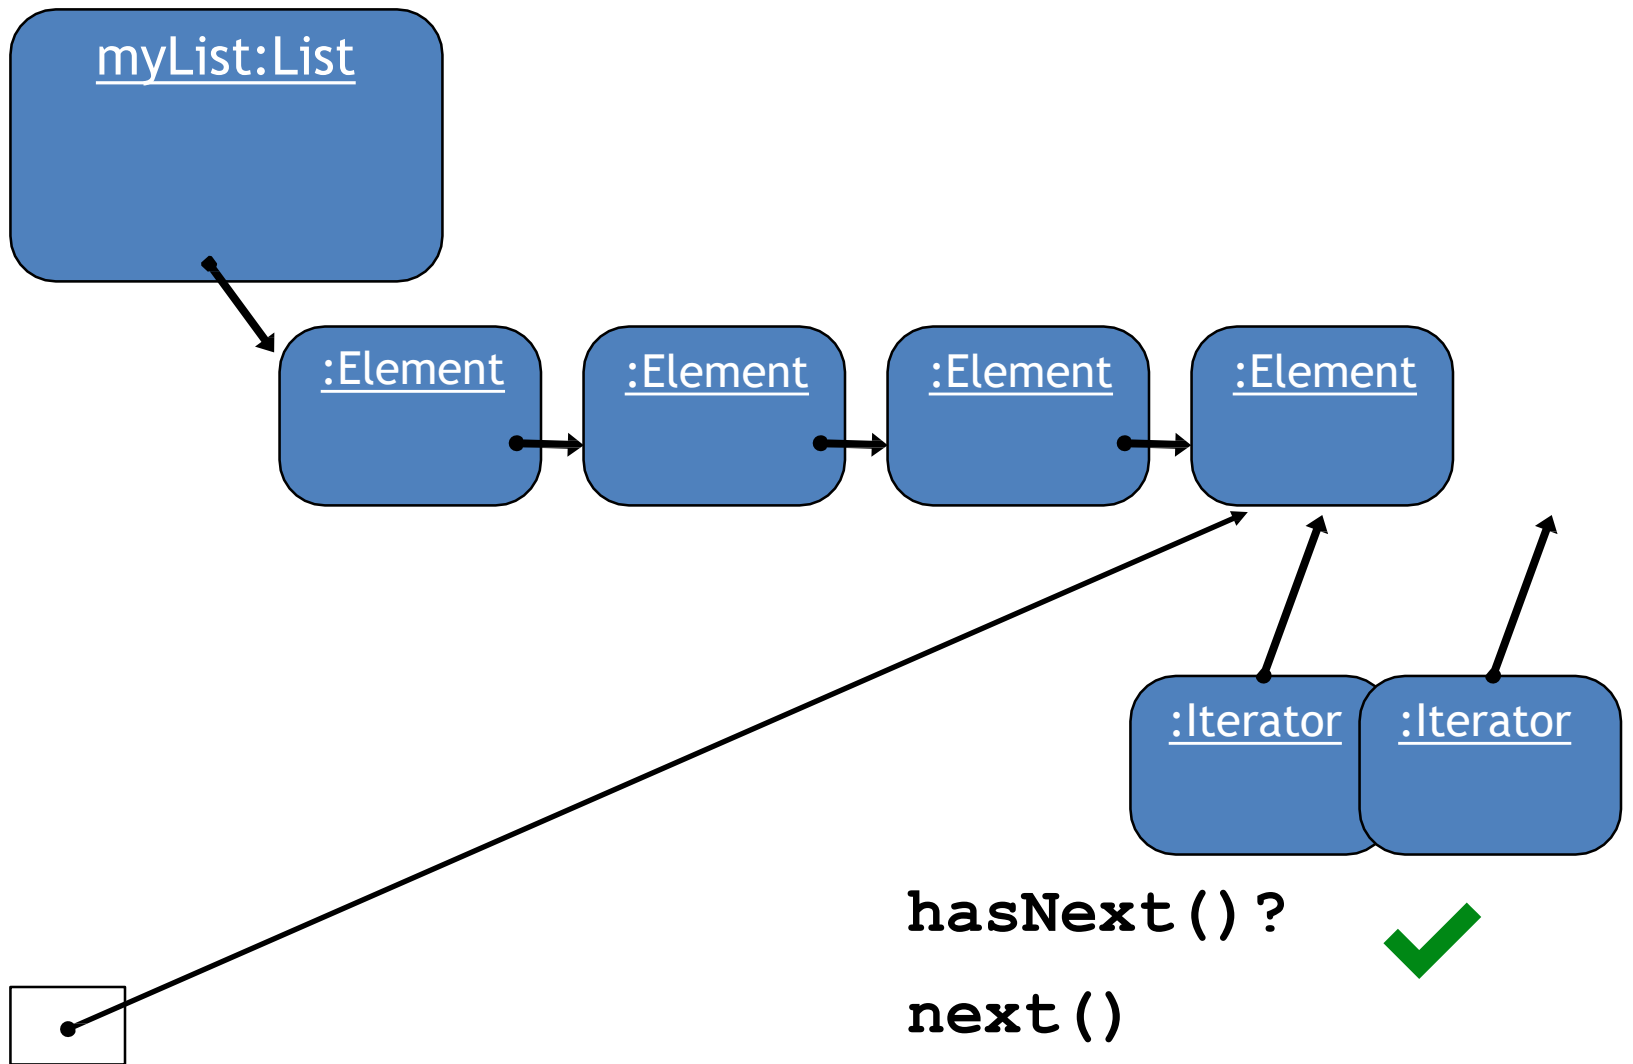 myList:List
:Element
:Element
:Element
:Element
:Iterator
:Iterator
hasNext()?
next()